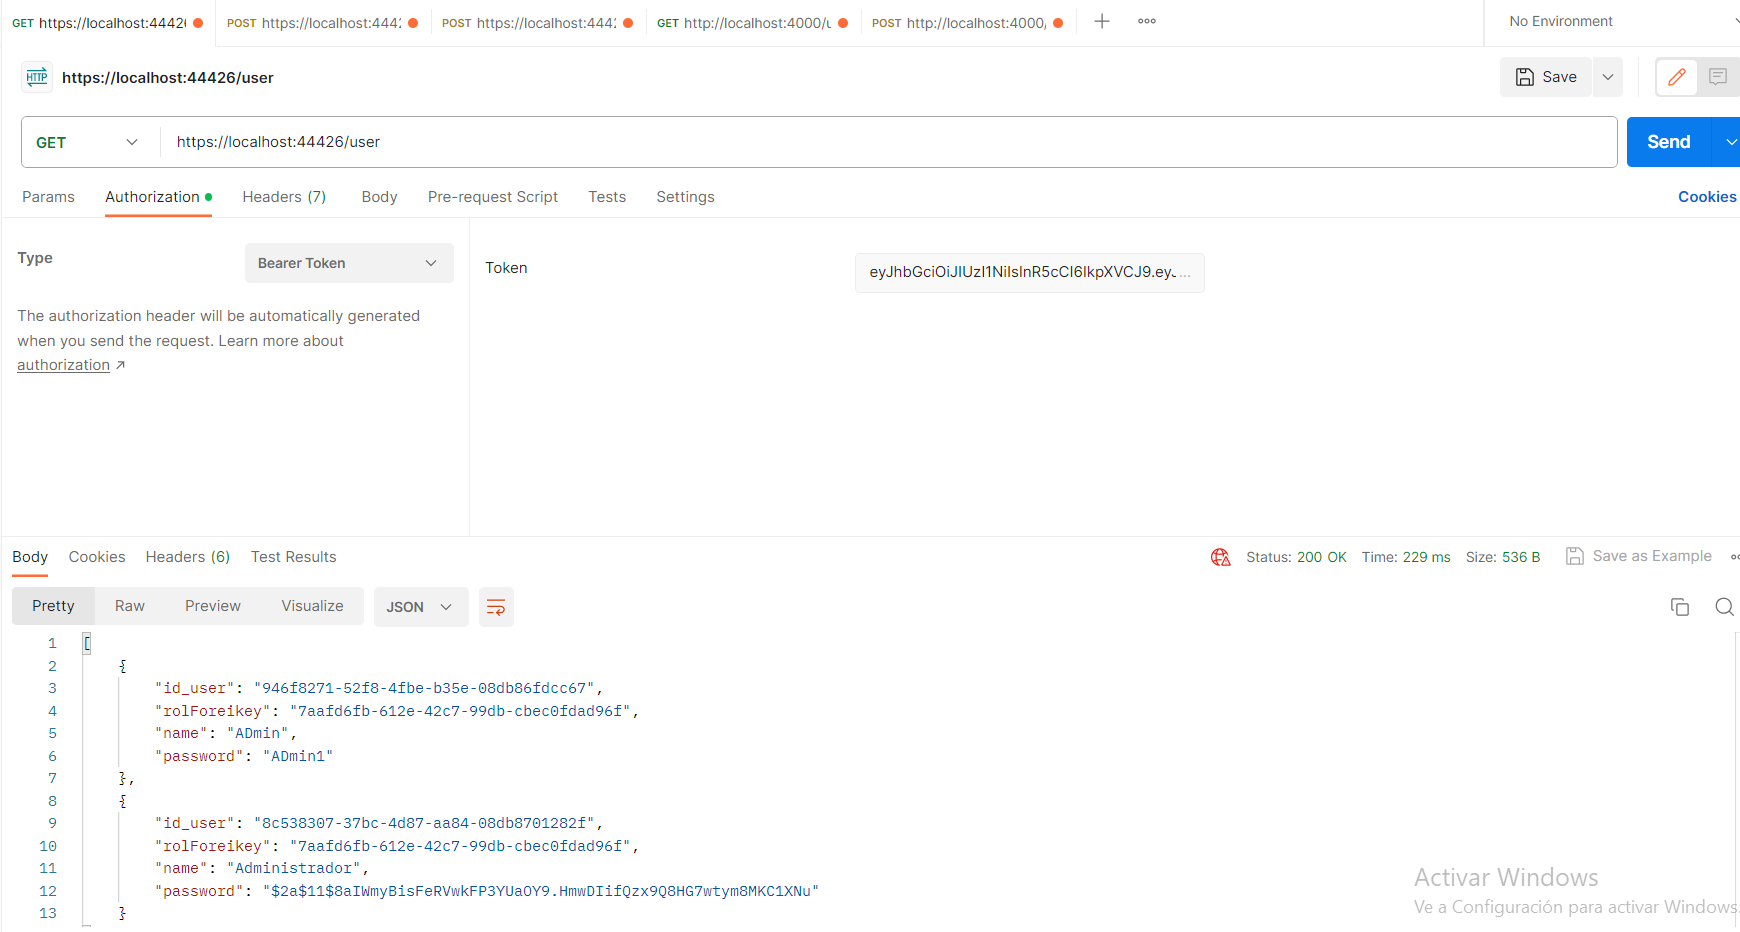 GET https://localhost:44426 POST https://localhost:444 POST https://localhost:444 GET http://localhost:4000/u POST http://localhost:4000/ No Environment
HTTP https://localhost:44426/user Save
GET https://localhost:44426/user Send
Params Authorization Headers (7) Body Pre-request Script Tests Settings Cookies
Type Bearer Token Token eyJhbGciOiJIUzI1NiIsInR5cCI6IkpXVCJ9.eyJ...
The authorization header will be automatically generated
when you send the request. Learn more about
authorization ↗
Body Cookies Headers (6) Test Results Status: 200 OK Time: 229 ms Size: 536 B Save as Example
Pretty Raw Preview Visualize JSON
1 [
2 {
3 "id_user": "946f8271-52f8-4fbe-b35e-08db86fdcc67",
4 "rolForeikey": "7aafd6fb-612e-42c7-99db-cbec0fdad96f",
5 "name": "ADmin",
6 "password": "ADmin1"
7 },
8 {
9 "id_user": "8c538307-37bc-4d87-aa84-08db8701282f",
10 "rolForeikey": "7aafd6fb-612e-42c7-99db-cbec0fdad96f",
11 "name": "Administrador",
12 "password": "$2a$11$8aIWmyBisFeRVwkFP3YUaOY9.HmwDIifQzx9Q8HG7wtym8MKC1XNu"
13 }
Activar Windows
Ve a Configuración para activar Windows.